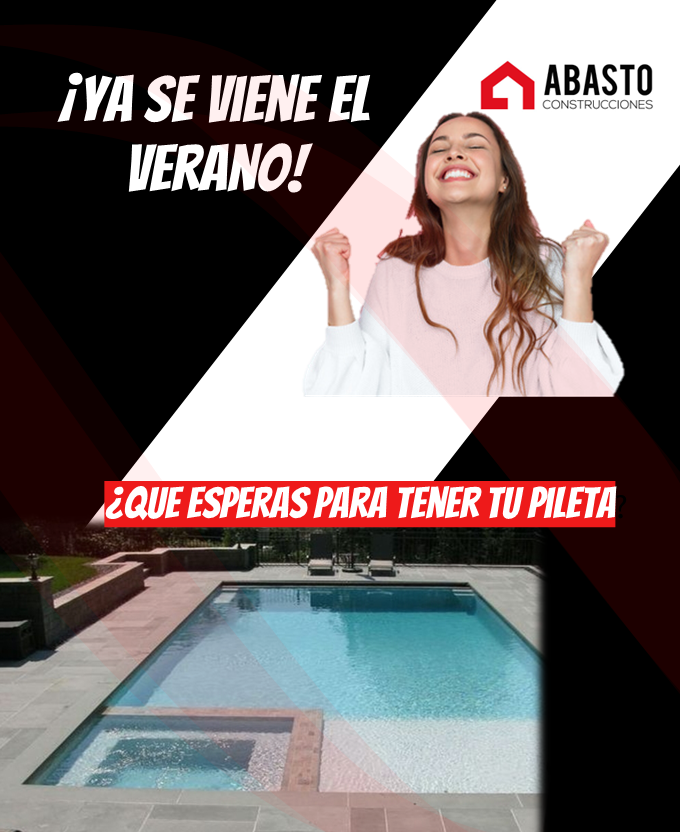 ¡YA SE VIENE EL
VERANO!
ABASTO
CONSTRUCCIONES
¿QUE ESPERAS PARA TENER TU PILETA?